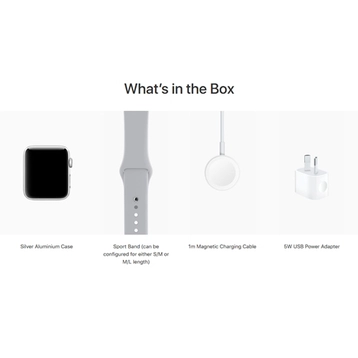 What's in the Box
Silver Aluminium Case
Sport Band (can be
configured for either S/M or
M/L length)
1m Magnetic Charging Cable
5W USB Power Adapter